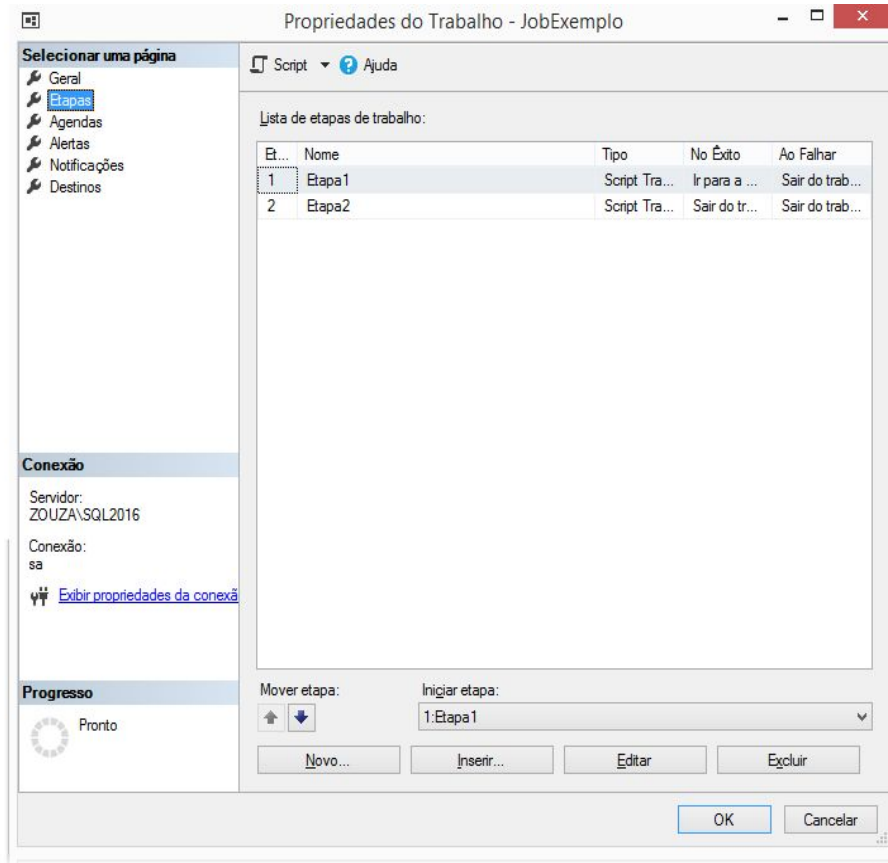 Propriedades do Trabalho - JobExemplo
Selecionar uma página
Geral
Etapas
Agendas
Alertas
Notificações
Destinos
Script
Ajuda
Lista de etapas de trabalho:
Et... Nome Tipo No Êxito Ao Falhar
1 Etapa1 Script Tra... Ir para a ... Sair do trab...
2 Etapa2 Script Tra... Sair do tr... Sair do trab...
Conexão
Servidor:
ZOUZA\SQL2016
Conexão:
sa
Exibir propriedades da conexã
Progresso
Pronto
Mover etapa:
Iniciar etapa:
1:Etapa1
Novo...
Inserir...
Editar
Excluir
OK
Cancelar